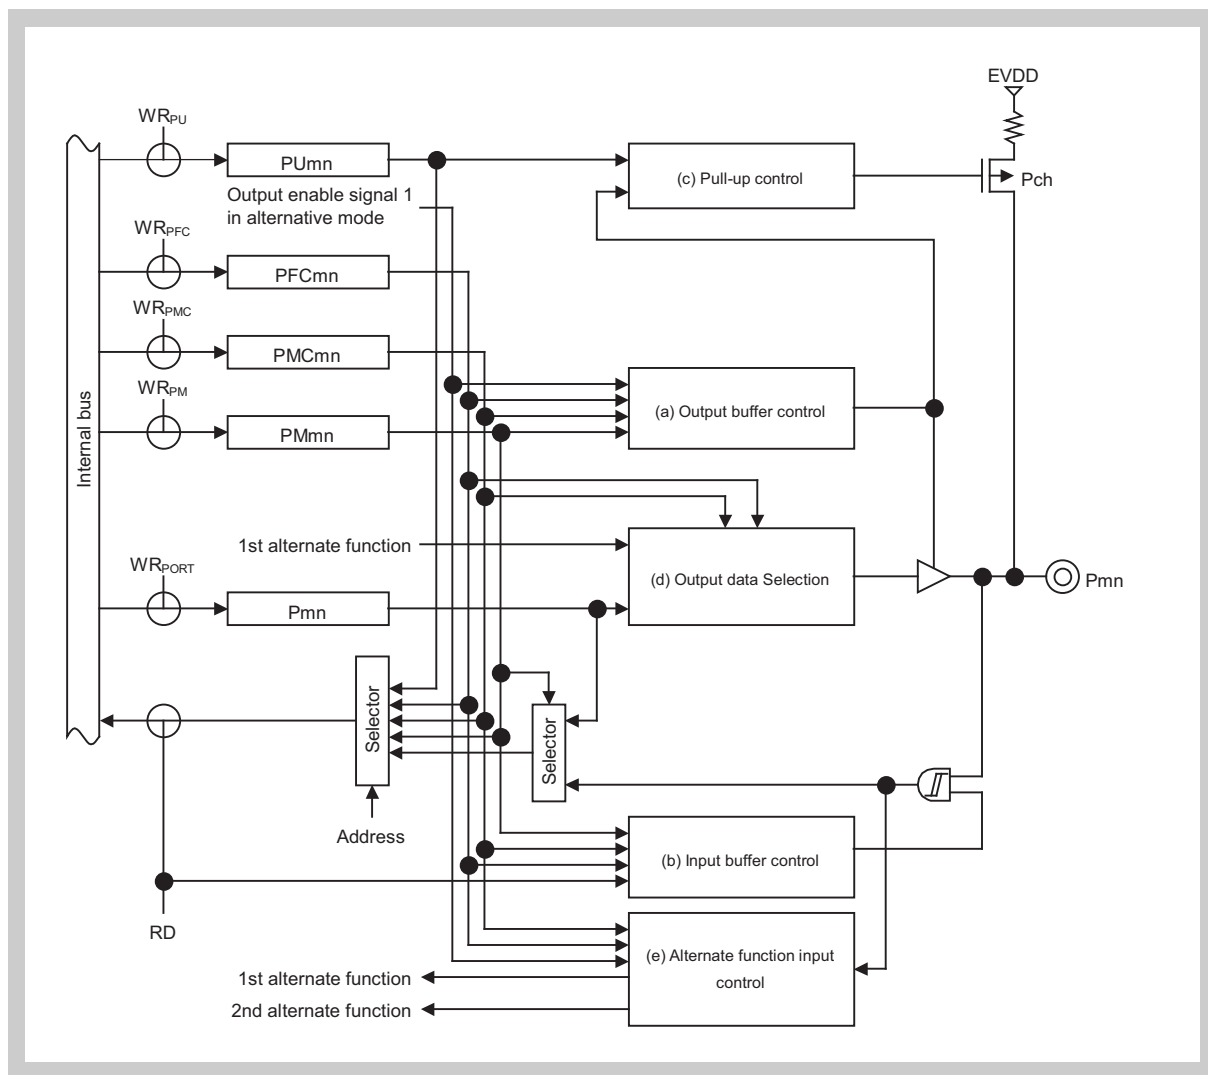 EVDD
WRPU
PUmn
(c) Pull-up control
Pch
Output enable signal 1
in alternative mode
WRPFC
PFCmn
WRPMC
PMCmn
WRPM
PMmn
(a) Output buffer control
Internal bus
1st alternate function
(d) Output data Selection
WRPORT
Pmn
Pmn
Selector
Selector
Address
(b) Input buffer control
RD
(e) Alternate function input
control
1st alternate function
2nd alternate function